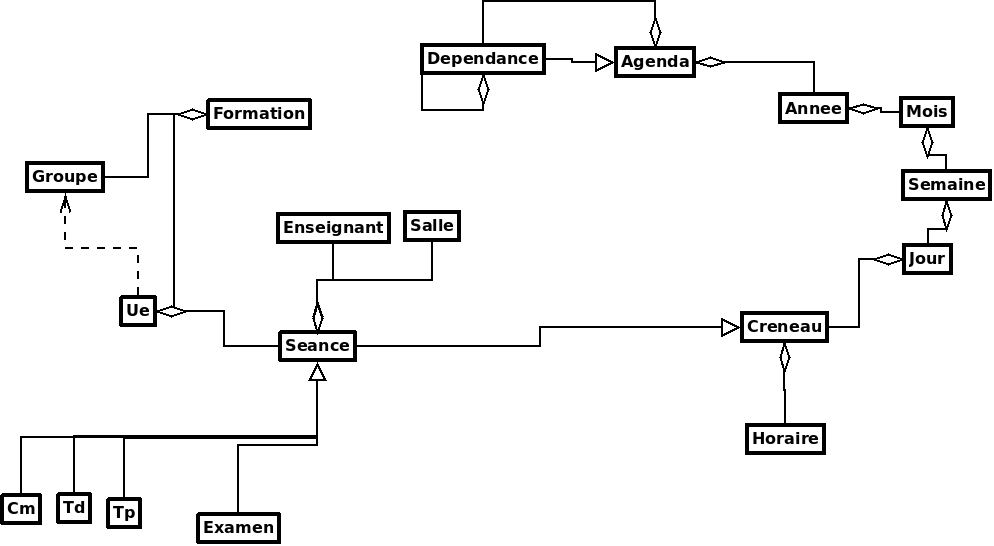 Dependance
Agenda
Annee
Mois
Formation
Groupe
Semaine
Enseignant
Salle
Jour
Ue
Seance
Creneau
Horaire
Cm
Td
Tp
Examen